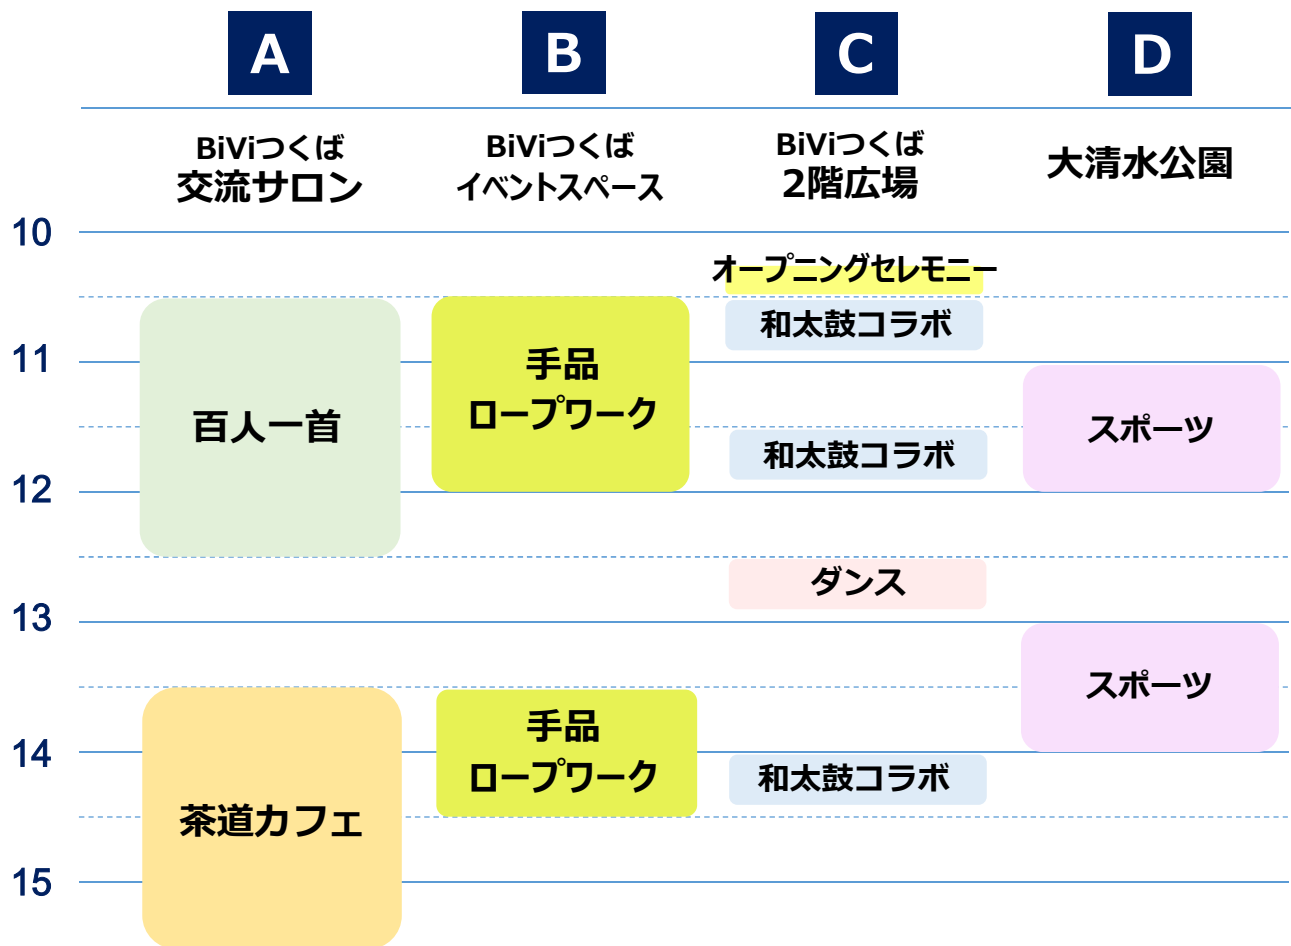 A
B
C
D
BiViつくば
交流サロン
BiViつくば
イベントスペース
BiViつくば
2階広場
大清水公園
10
オープニングセレモニー
和太鼓コラボ
11
手品
ロープワーク
百人一首
スポーツ
和太鼓コラボ
12
ダンス
13
スポーツ
手品
ロープワーク
14
和太鼓コラボ
茶道カフェ
15